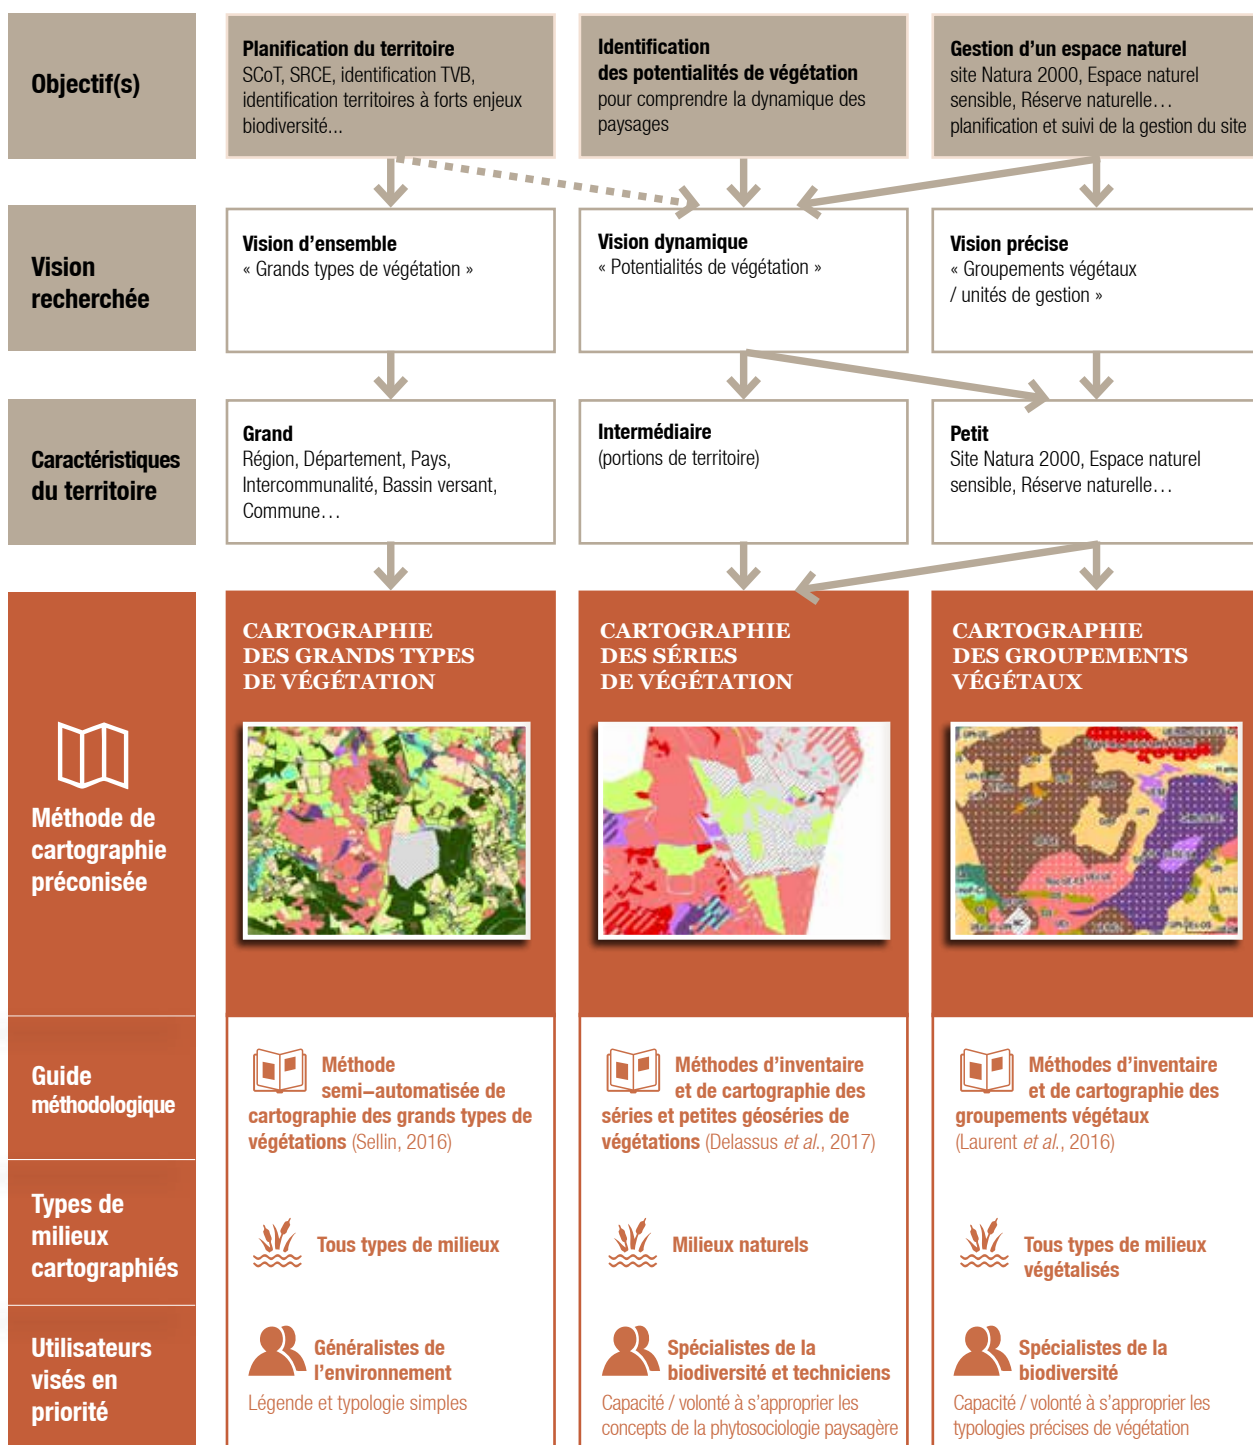 Objectif(s)
Planification du territoire
SCoT, SRCE, identification TVB,
identification territoires à forts enjeux
biodiversité...
Identification
des potentialités de végétation
pour comprendre la dynamique des
paysages
Gestion d'un espace naturel
site Natura 2000, Espace naturel
sensible, Réserve naturelle…
planification et suivi de la gestion du site
Vision
recherchée
Vision d'ensemble
« Grands types de végétation »
Vision dynamique
« Potentialités de végétation »
Vision précise
« Groupements végétaux
/ unités de gestion »
Caractéristiques
du territoire
Grand
Région, Département, Pays,
Intercommunalité, Bassin versant,
Commune…
Intermédiaire
(portions de territoire)
Petit
Site Natura 2000, Espace naturel
sensible, Réserve naturelle…
Méthode de
cartographie
préconisée
CARTOGRAPHIE
DES GRANDS TYPES
DE VÉGÉTATION
CARTOGRAPHIE
DES SÉRIES
DE VÉGÉTATION
CARTOGRAPHIE
DES GROUPEMENTS
VÉGÉTAUX
Guide
méthodologique
Méthode
semi–automatisée de
cartographie des grands types de
végétations (Sellin, 2016)
Méthodes d'inventaire
et de cartographie des
séries et petites géoséries de
végétations (Delassus et al., 2017)
Méthodes d'inventaire
et de cartographie des
groupements végétaux
(Laurent et al., 2016)
Types de
milieux
cartographiés
Tous types de milieux
Milieux naturels
Tous types de milieux
végétalisés
Utilisateurs
visés en
priorité
Généralistes de
l'environnement
Légende et typologie simples
Spécialistes de la
biodiversité et techniciens
Capacité / volonté à s'approprier les
concepts de la phytosociologie paysagère
Spécialistes de la
biodiversité
Capacité / volonté à s'approprier les
typologies précises de végétation